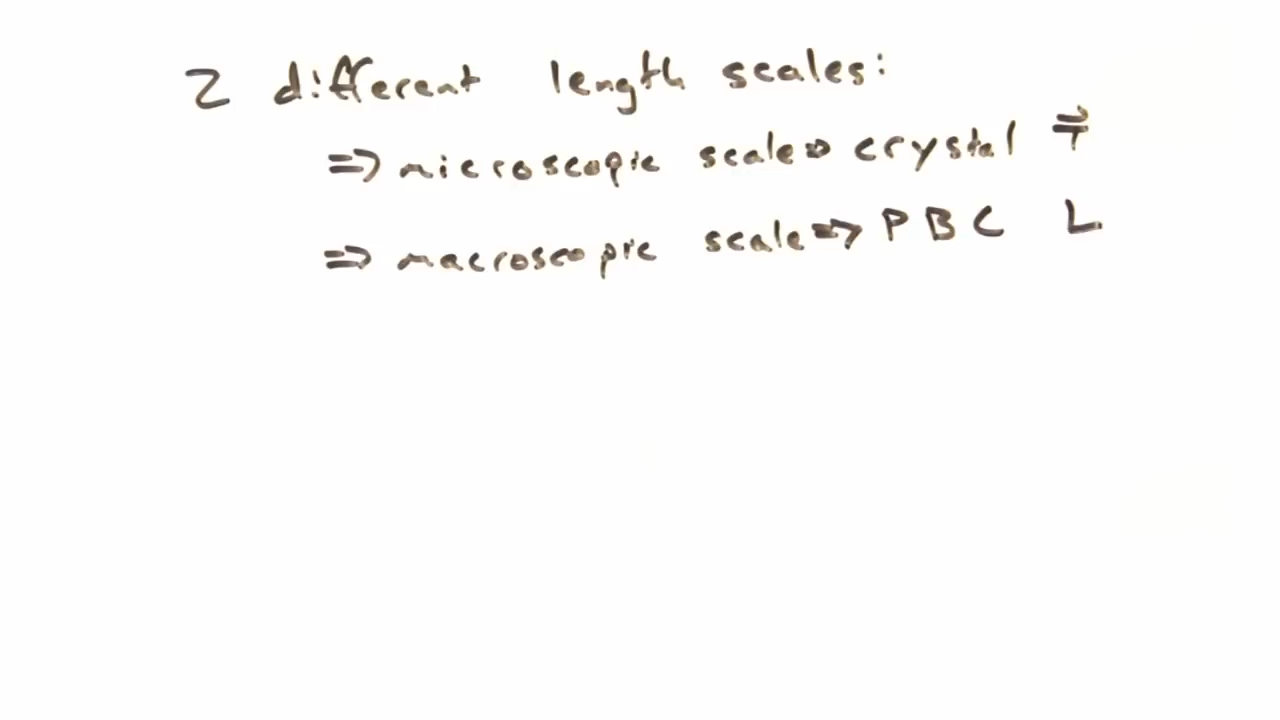 2 different length scales:
⇒ microscopic scale ⇒ crystal T⃗
⇒ macroscopic scale ⇒ PBC L